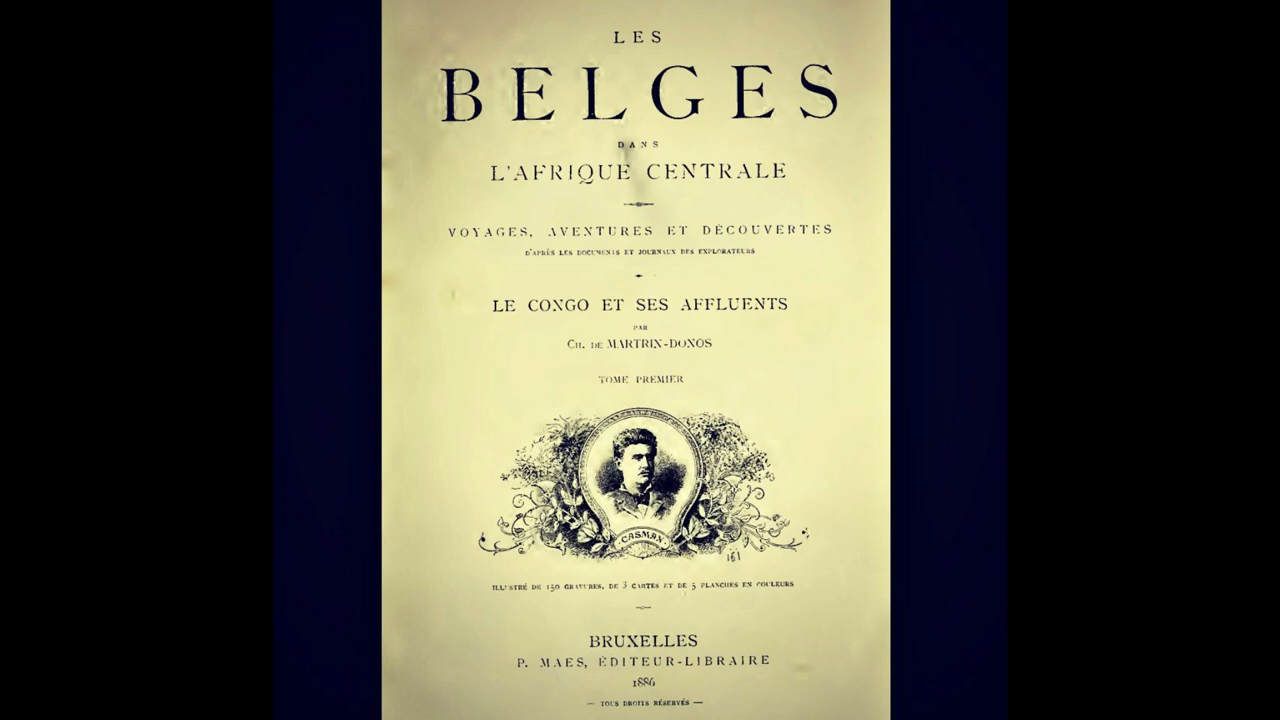 LES
BELGES
DANS
L'AFRIQUE CENTRALE
VOYAGES, AVENTURES ET DÉCOUVERTES
D'APRÈS LES DOCUMENTS ET JOURNAUX DES EXPLORATEURS
LE CONGO ET SES AFFLUENTS
PAR
CH. DE MARTRIN-DONOS
TOME PREMIER
CASMAN
161
ILLUSTRÉ DE 150 GRAVURES, DE 3 CARTES ET DE 5 PLANCHES EN COULEURS
BRUXELLES
P. MAES, ÉDITEUR-LIBRAIRE
1886
— TOUS DROITS RÉSERVÉS —